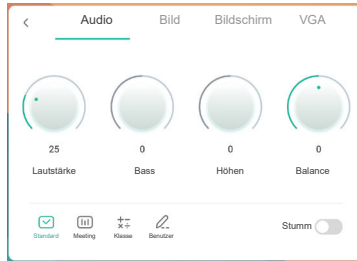 Audio Bild Bildschirm VGA
25 0 0 0
Lautstärke Bass Höhen Balance
Standard Meeting Klasse Benutzer
Stumm